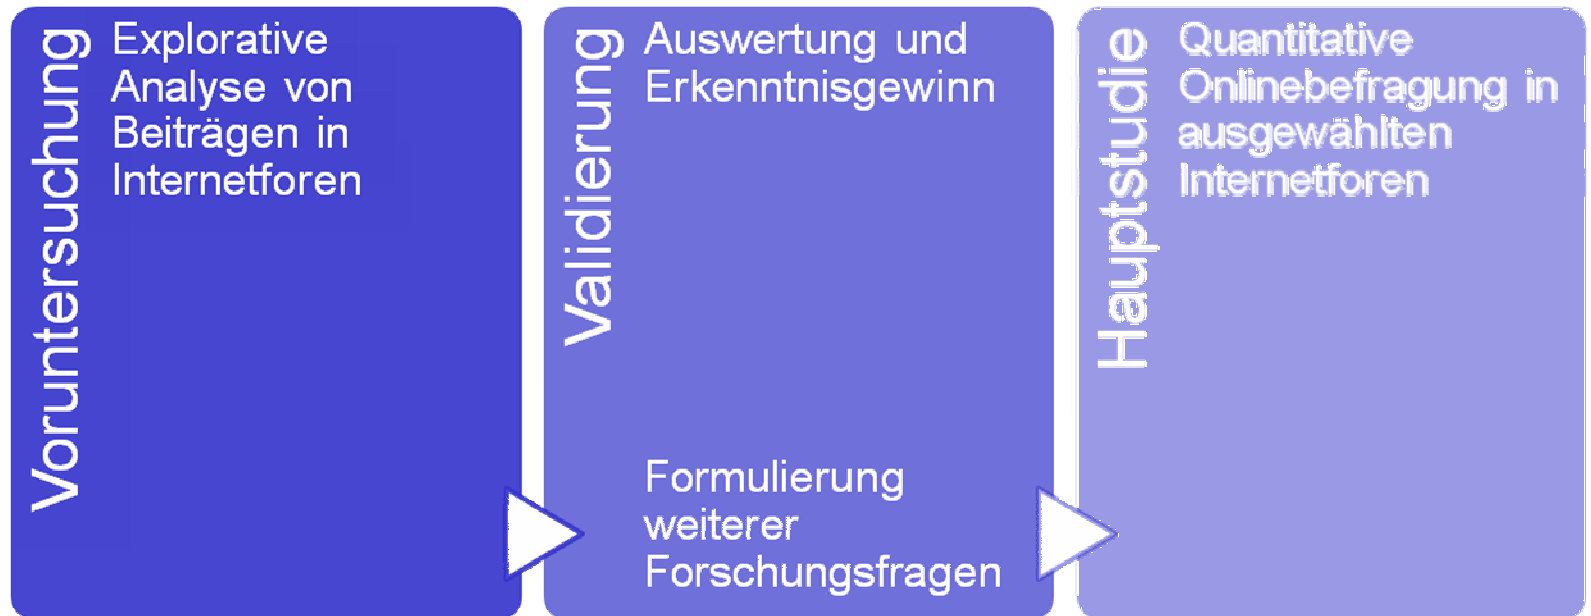 Voruntersuchung
Explorative
Analyse von
Beiträgen in
Internetforen
Validierung
Auswertung und
Erkenntnisgewinn
Formulierung
weiterer
Forschungsfragen
Hauptstudie
Quantitative
Onlinebefragung in
ausgewählten
Internetforen